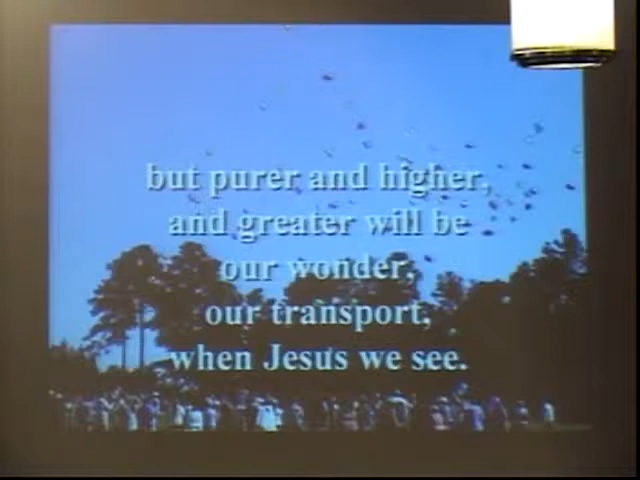 but purer and higher,
and greater will be
our wonder,
our transport,
when Jesus we see.